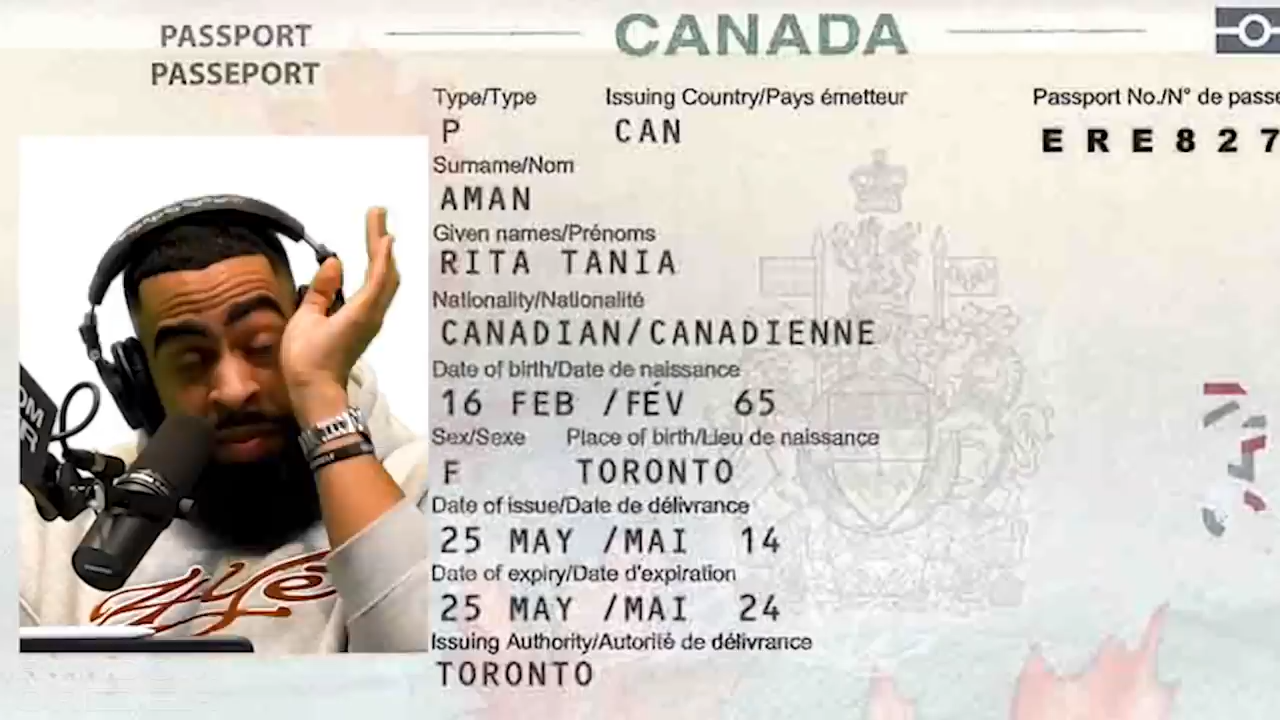 PASSPORT
PASSEPORT
CANADA
Type/Type
Issuing Country/Pays émetteur
Passport No./N° de passe
P
CAN
ERE827
Surname/Nom
AMAN
Given names/Prénoms
RITA TANIA
Nationality/Nationalité
CANADIAN/CANADIENNE
Date of birth/Date de naissance
16 FEB /FÉV 65
Sex/Sexe Place of birth/Lieu de naissance
F TORONTO
Date of issue/Date de délivrance
25 MAY /MAI 14
Date of expiry/Date d'expiration
25 MAY /MAI 24
Issuing Authority/Autorité de délivrance
TORONTO